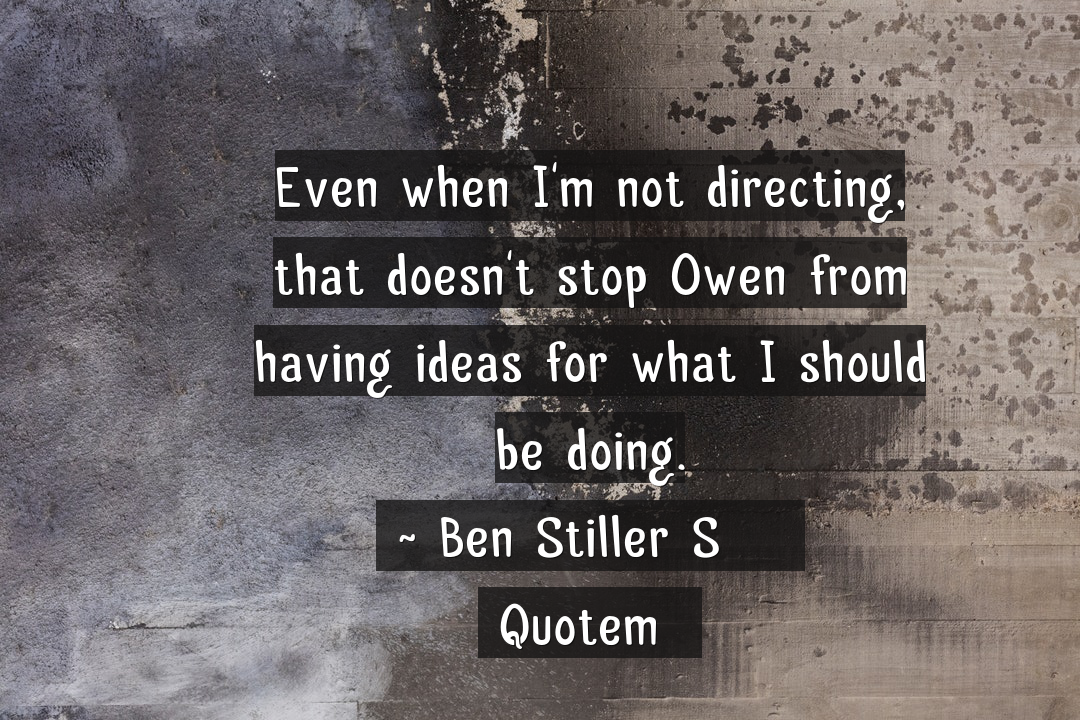 Even when I'm not directing,
that doesn't stop Owen from
having ideas for what I should
be doing.
~ Ben Stiller S
Quotem